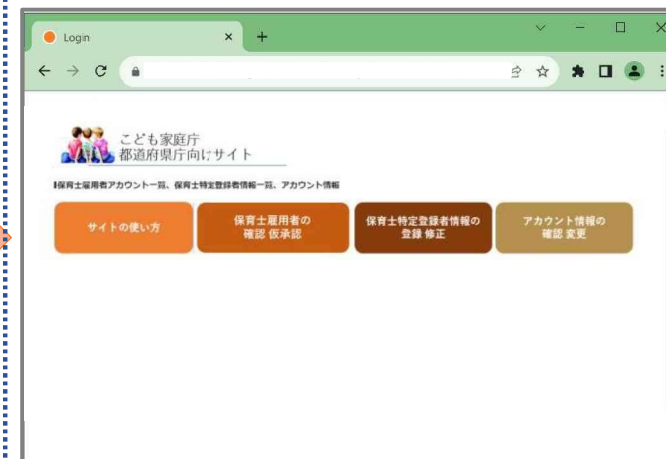 Login
こども家庭庁
都道府県庁向けサイト
保育士雇用者アカウント一覧、保育士特定登録者情報一覧、アカウント情報
サイトの使い方
保育士雇用者の
確認 仮承認
保育士特定登録者情報の
登録 修正
アカウント情報の
確認 変更